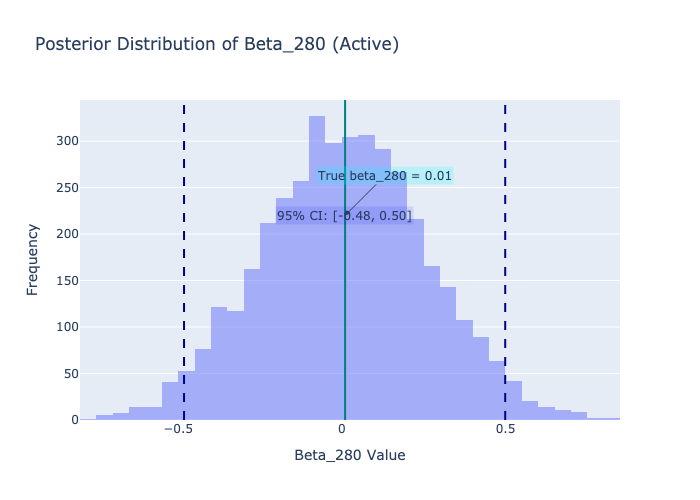 Posterior Distribution of Beta_280 (Active)
300
250
200
150
100
50
0
Frequency
True beta_280 = 0.01
95% CI: [-0.48, 0.50]
−0.5
0
0.5
Beta_280 Value